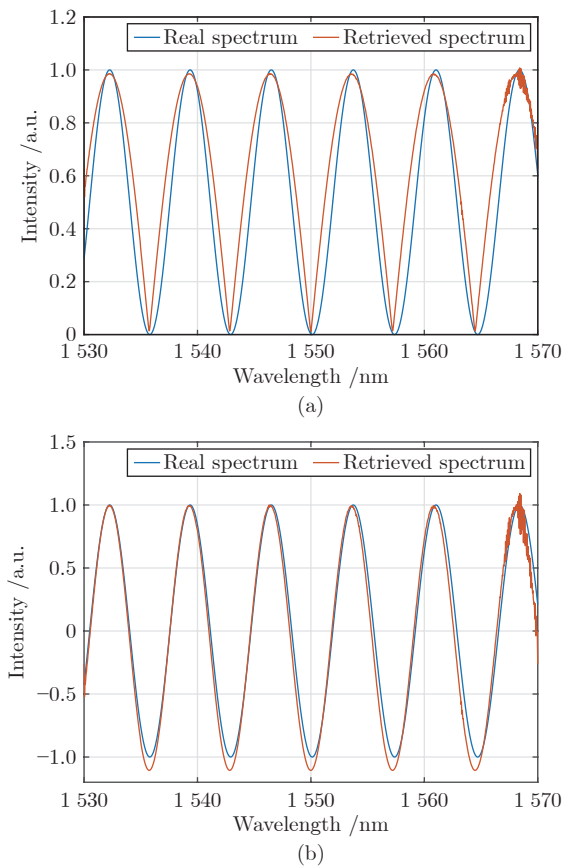 1.2
Real spectrum Retrieved spectrum
1.0
0.8
0.6
0.4
0.2
0
Intensity /a.u.
1 530 1 540 1 550 1 560 1 570
Wavelength /nm
(a)
1.5
Real spectrum Retrieved spectrum
1.0
0.5
0
−0.5
−1.0
Intensity /a.u.
1 530 1 540 1 550 1 560 1 570
Wavelength /nm
(b)